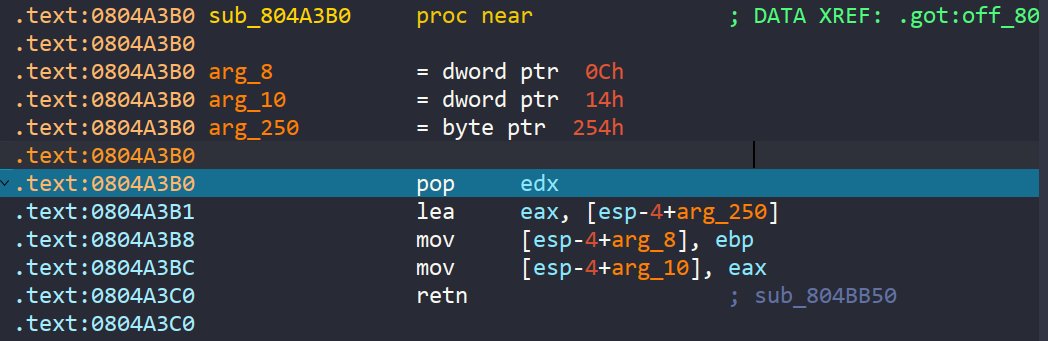 .text:0804A3B0 sub_804A3B0 proc near ; DATA XREF: .got:off_80
.text:0804A3B0
.text:0804A3B0 arg_8 = dword ptr 0Ch
.text:0804A3B0 arg_10 = dword ptr 14h
.text:0804A3B0 arg_250 = byte ptr 254h
.text:0804A3B0
.text:0804A3B0 pop edx
.text:0804A3B1 lea eax, [esp-4+arg_250]
.text:0804A3B8 mov [esp-4+arg_8], ebp
.text:0804A3BC mov [esp-4+arg_10], eax
.text:0804A3C0 retn ; sub_804BB50
.text:0804A3C0